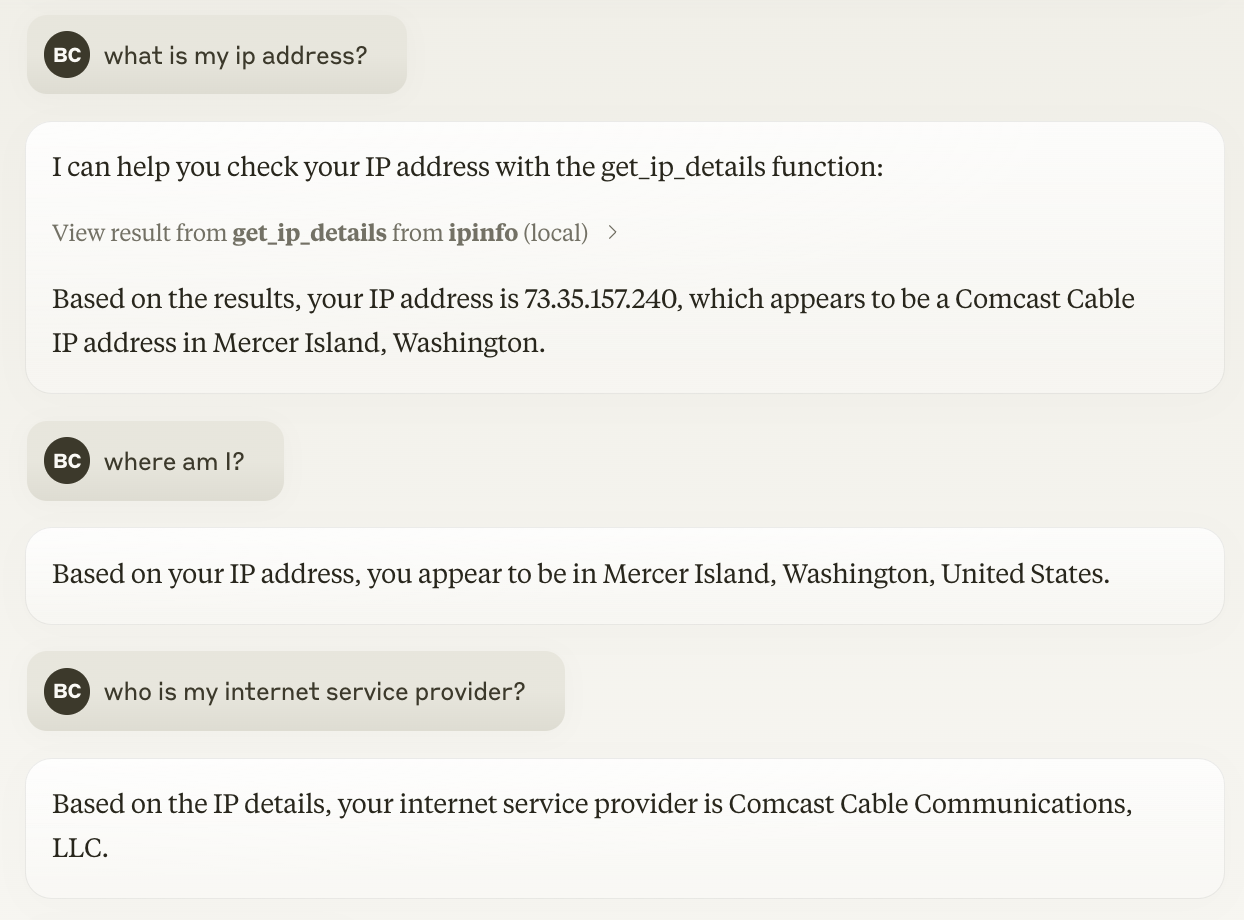 BC what is my ip address?
I can help you check your IP address with the get_ip_details function:
View result from get_ip_details from ipinfo (local) >
Based on the results, your IP address is 73.35.157.240, which appears to be a Comcast Cable
IP address in Mercer Island, Washington.
BC where am I?
Based on your IP address, you appear to be in Mercer Island, Washington, United States.
BC who is my internet service provider?
Based on the IP details, your internet service provider is Comcast Cable Communications,
LLC.